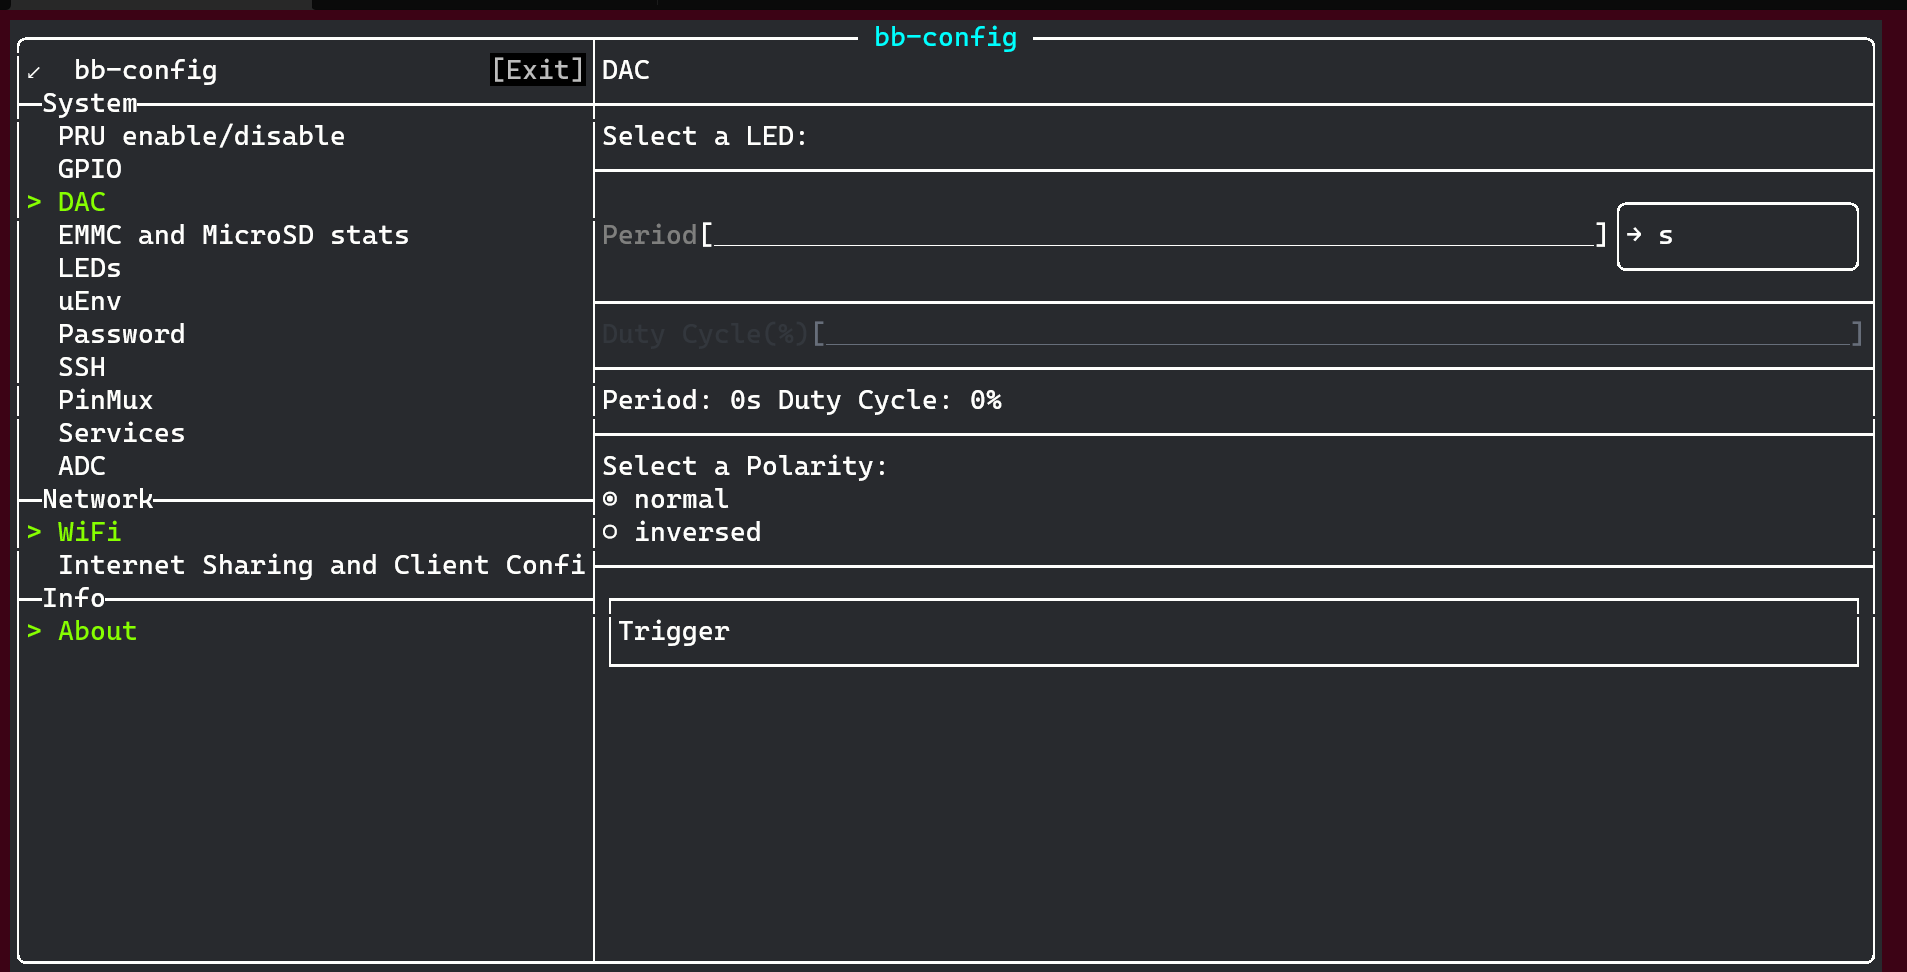 bb-config
bb-config [Exit]
System
PRU enable/disable
GPIO
> DAC
EMMC and MicroSD stats
LEDs
uEnv
Password
SSH
PinMux
Services
ADC
Network
> WiFi
Internet Sharing and Client Confi
Info
> About
DAC
Select a LED:
Period[ ] → s
Duty Cycle(%)[ ]
Period: 0s Duty Cycle: 0%
Select a Polarity:
◉ normal
○ inversed
Trigger